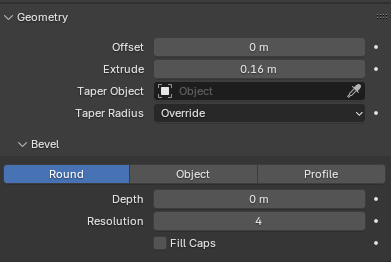 Geometry
Offset 0 m
Extrude 0.16 m
Taper Object Object
Taper Radius Override
Bevel
Round Object Profile
Depth 0 m
Resolution 4
Fill Caps